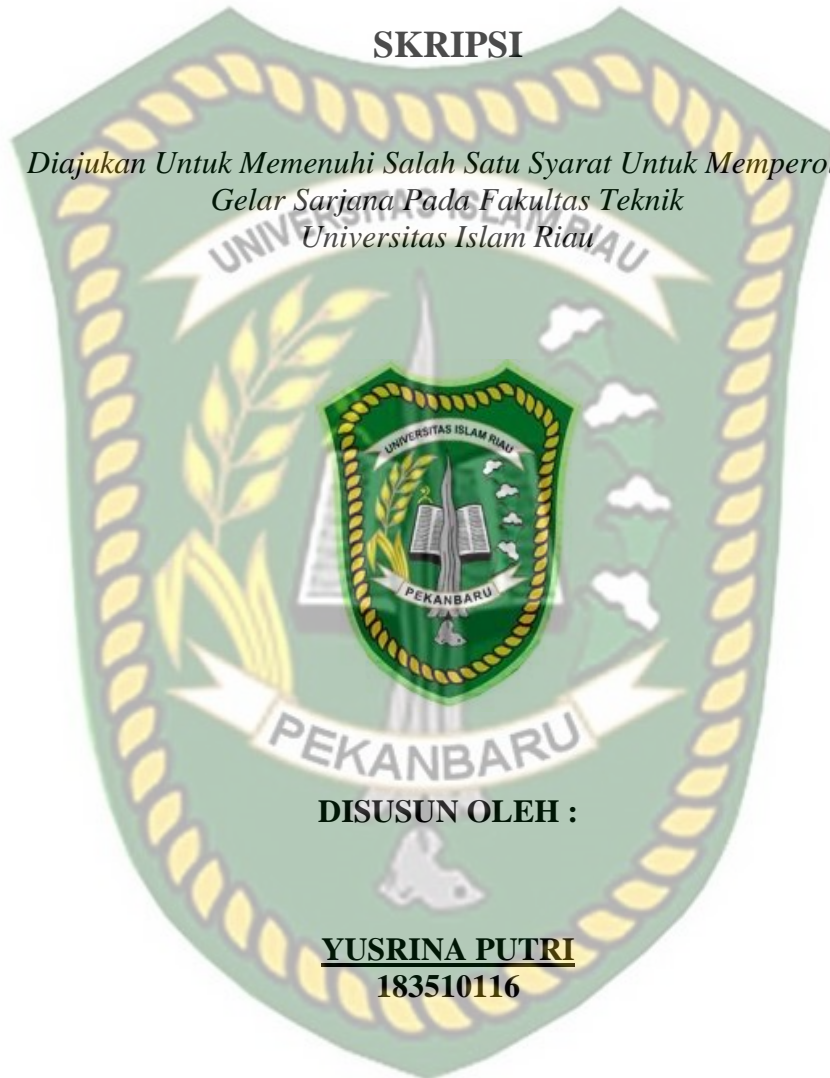 SKRIPSI
Diajukan Untuk Memenuhi Salah Satu Syarat Untuk Mempero
Gelar Sarjana Pada Fakultas Teknik
Universitas Islam Riau
UNIVERSITAS ISLAM RIAU
UNIVERSITAS ISLAM RIAU
PEKANBARU
PEKANBARU
DISUSUN OLEH :
YUSRINA PUTRI
183510116